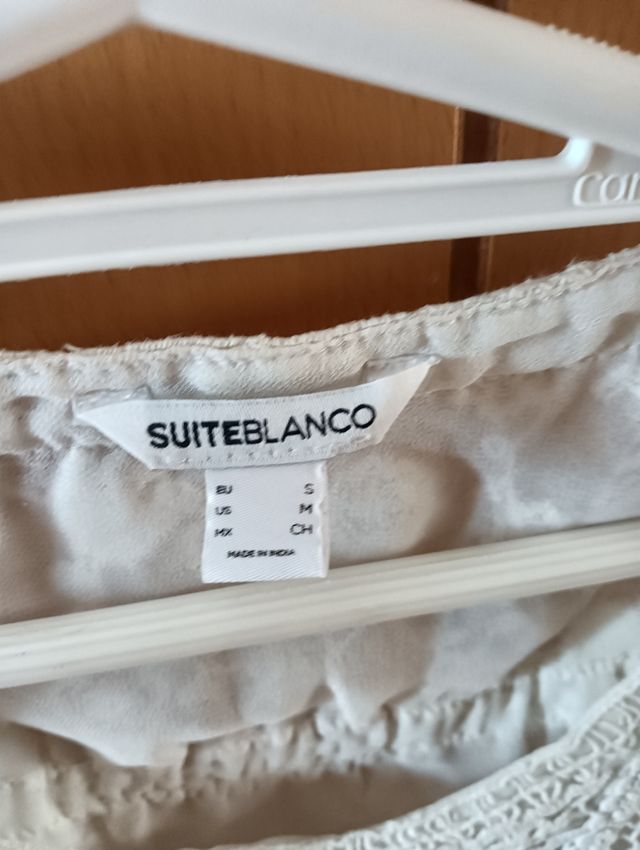 SUITEBLANCO
EU S
US M
MX CH
MADE IN INDIA